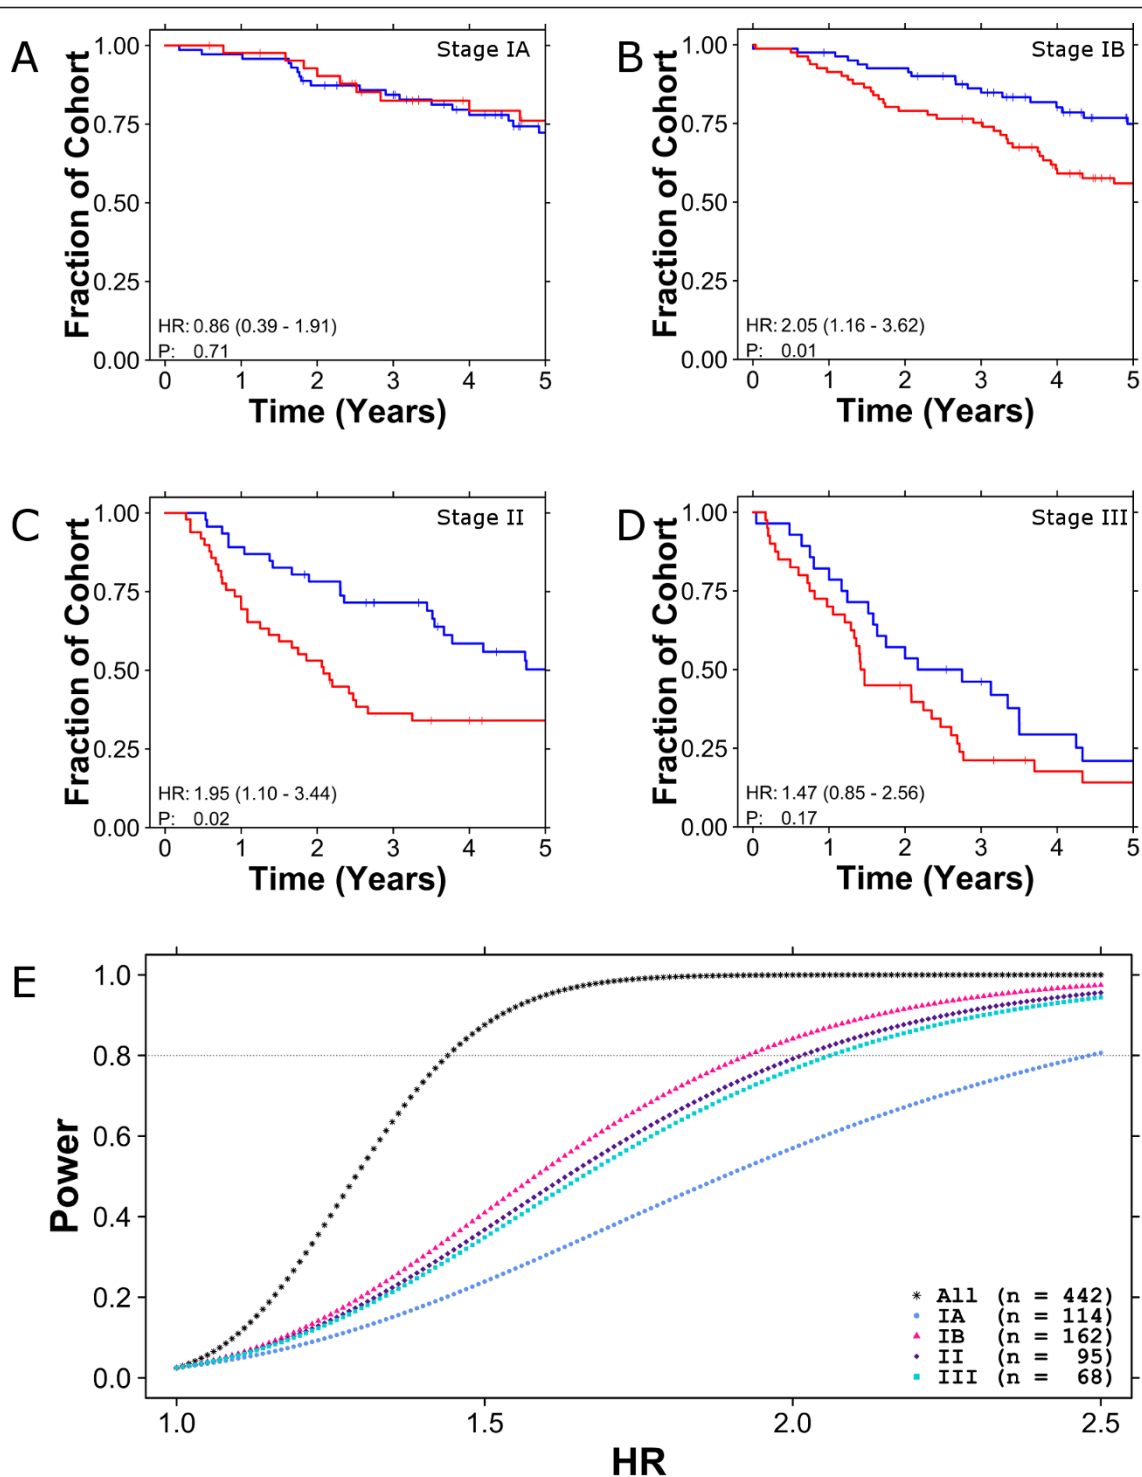 A
Stage IA
Fraction of Cohort
1.00
0.75
0.50
0.25
0.00
HR: 0.86 (0.39 - 1.91)
P: 0.71
0 1 2 3 4 5
Time (Years)
B
Stage IB
Fraction of Cohort
1.00
0.75
0.50
0.25
0.00
HR: 2.05 (1.16 - 3.62)
P: 0.01
0 1 2 3 4 5
Time (Years)
C
Stage II
Fraction of Cohort
1.00
0.75
0.50
0.25
0.00
HR: 1.95 (1.10 - 3.44)
P: 0.02
0 1 2 3 4 5
Time (Years)
D
Stage III
Fraction of Cohort
1.00
0.75
0.50
0.25
0.00
HR: 1.47 (0.85 - 2.56)
P: 0.17
0 1 2 3 4 5
Time (Years)
E
Power
1.0
0.8
0.6
0.4
0.2
0.0
All (n = 442)
IA (n = 114)
IB (n = 162)
II (n = 95)
III (n = 68)
1.0 1.5 2.0 2.5
HR